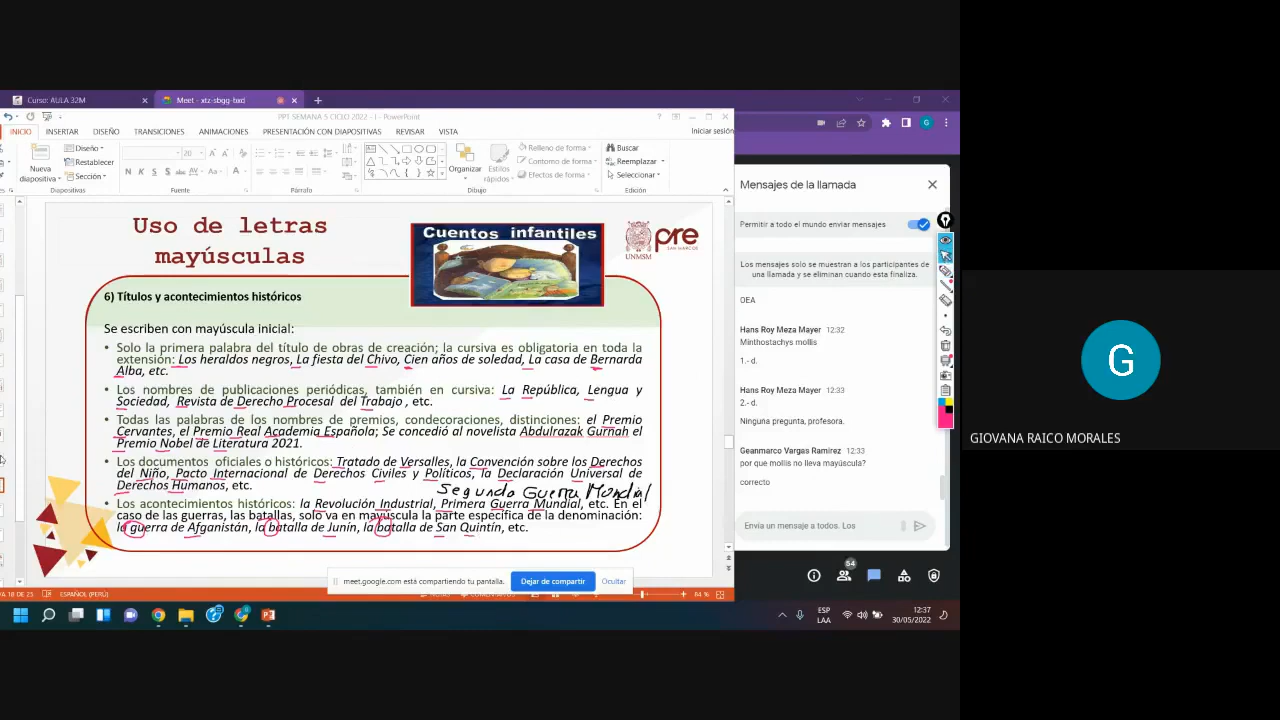 Curso: AULA 32M
Meet - xtz-sbgg-bxd
PPT SEMANA 5 CICLO 2022 - I - PowerPoint
INICIO INSERTAR DISEÑO TRANSICIONES ANIMACIONES PRESENTACIÓN CON DIAPOSITIVAS REVISAR VISTA
Iniciar sesión
Nueva diapositiva
Diseño
Restablecer
Sección
Diapositivas
20
Fuente
Párrafo
Organizar
Estilos rápidos
Relleno de forma
Contorno de forma
Efectos de forma
Dibujo
Buscar
Reemplazar
Seleccionar
Edición
Uso de letras
mayúsculas
Cuentos infantiles
UNMSM
pre
SAN MARCOS
6) Títulos y acontecimientos históricos
Se escriben con mayúscula inicial:
• Solo la primera palabra del título de obras de creación; la cursiva es obligatoria en toda la
extensión: Los heraldos negros, La fiesta del Chivo, Cien años de soledad, La casa de Bernarda
Alba, etc.
• Los nombres de publicaciones periódicas, también en cursiva: La República, Lengua y
Sociedad, Revista de Derecho Procesal del Trabajo , etc.
• Todas las palabras de los nombres de premios, condecoraciones, distinciones: el Premio
Cervantes, el Premio Real Academia Española; Se concedió al novelista Abdulrazak Gurnah el
Premio Nobel de Literatura 2021.
• Los documentos oficiales o históricos: Tratado de Versalles, la Convención sobre los Derechos
del Niño, Pacto Internacional de Derechos Civiles y Políticos, la Declaración Universal de
Derechos Humanos, etc.
Segunda Guerra Mundial
• Los acontecimientos históricos: la Revolución Industrial, Primera Guerra Mundial, etc. En el
caso de las guerras, las batallas, solo va en mayúscula la parte específica de la denominación:
la guerra de Afganistán, la batalla de Junín, la batalla de San Quintín, etc.
meet.google.com está compartiendo tu pantalla.
Dejar de compartir
Ocultar
A 18 DE 25
ESPAÑOL (PERÚ)
64 %
Mensajes de la llamada
Permitir a todo el mundo enviar mensajes
Los mensajes solo se muestran a los participantes de
una llamada y se eliminan cuando esta finaliza.
OEA
Hans Roy Meza Mayer 12:32
Minthostachys mollis
1.- d.
Hans Roy Meza Mayer 12:33
2.- d.
Ninguna pregunta, profesora.
Geanmarco Vargas Ramirez 12:33
por que mollis no lleva mayúscula?
correcto
Envía un mensaje a todos. Los
54
ESP
LAA
12:37
30/05/2022
G
GIOVANA RAICO MORALES